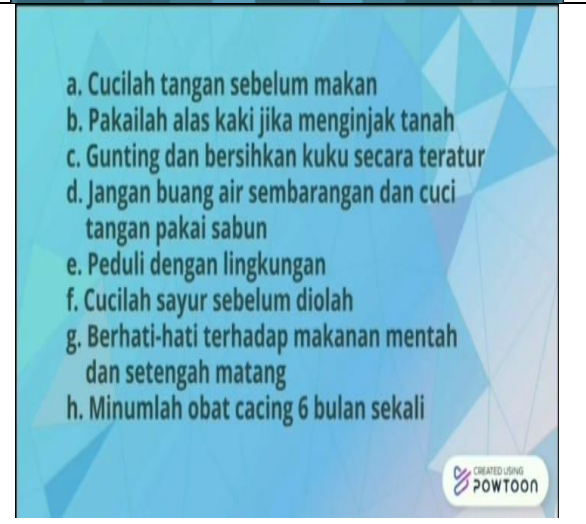 a. Cucilah tangan sebelum makan
b. Pakailah alas kaki jika menginjak tanah
c. Gunting dan bersihkan kuku secara teratur
d. Jangan buang air sembarangan dan cuci
tangan pakai sabun
e. Peduli dengan lingkungan
f. Cucilah sayur sebelum diolah
g. Berhati-hati terhadap makanan mentah
dan setengah matang
h. Minumlah obat cacing 6 bulan sekali
CREATED USING
POWTOON